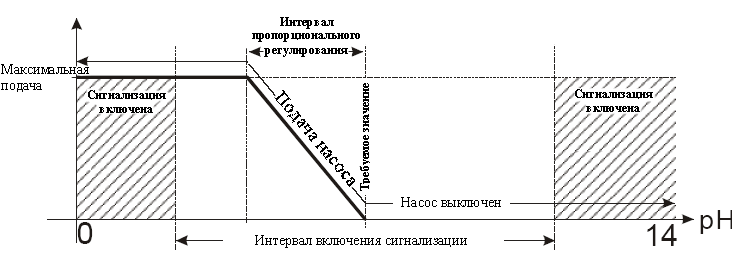 Интервал
пропорционального
регулирования
Максимальная
подача
Сигнализация
включена
Подача насоса
Требуемое значение
Сигнализация
включена
Насос выключен
0
Интервал включения сигнализации
14
pH